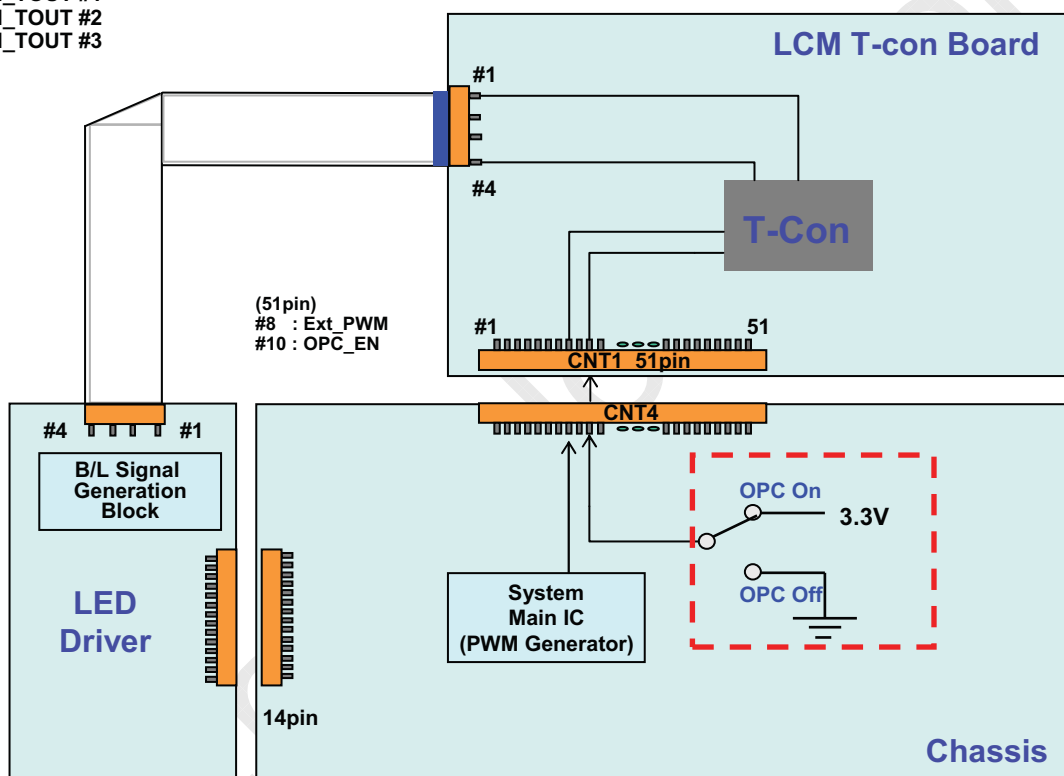 _TOUT #2
_TOUT #3
LCM T-con Board
#1
#4
T-Con
(51pin)
#8 : Ext_PWM
#10 : OPC_EN
#1
51
CNT1 51pin
CNT4
#4
#1
B/L Signal
Generation
Block
OPC On
3.3V
OPC Off
System
Main IC
(PWM Generator)
LED
Driver
14pin
Chassis